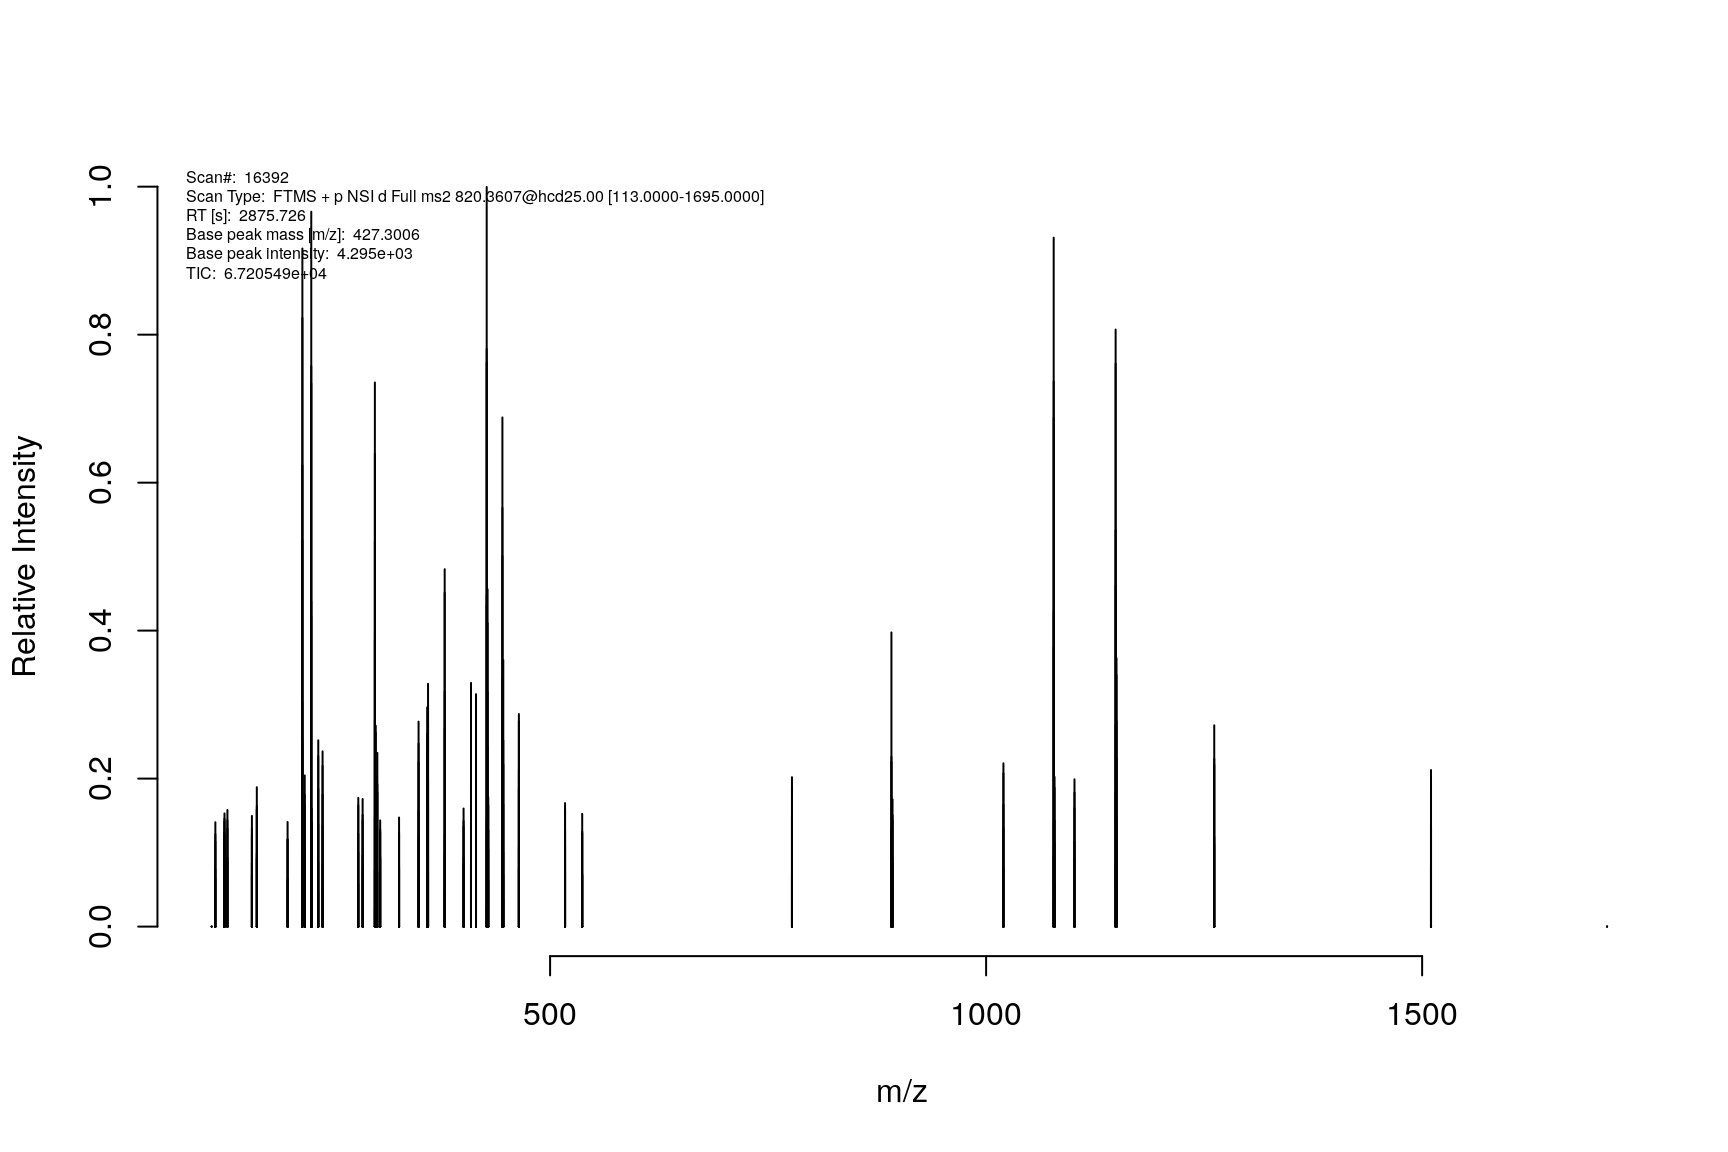 Scan#: 16392
Scan Type: FTMS + p NSI d Full ms2 820.3607@hcd25.00 [113.0000-1695.0000]
RT [s]: 2875.726
Base peak mass [m/z]: 427.3006
Base peak intensity: 4.295e+03
TIC: 6.720549e+04
1.0
0.8
0.6
0.4
0.2
0.0
Relative Intensity
500 1000 1500
m/z